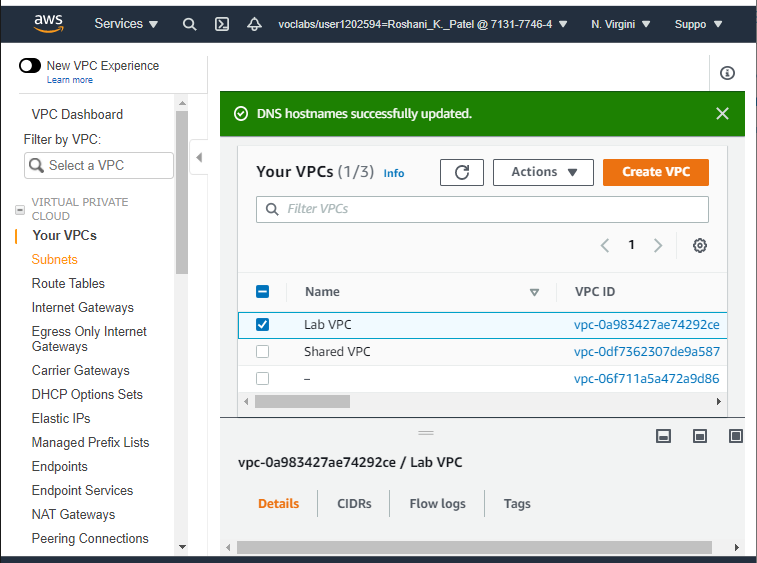 aws
Services
voclabs/user1202594=Roshani_K._Patel @ 7131-7746-4
N. Virgini
Suppo
New VPC Experience
Learn more
VPC Dashboard
Filter by VPC:
Select a VPC
VIRTUAL PRIVATE
CLOUD
Your VPCs
Subnets
Route Tables
Internet Gateways
Egress Only Internet
Gateways
Carrier Gateways
DHCP Options Sets
Elastic IPs
Managed Prefix Lists
Endpoints
Endpoint Services
NAT Gateways
Peering Connections
DNS hostnames successfully updated.
Your VPCs (1/3) Info
Actions
Create VPC
Filter VPCs
1
Name VPC ID
Lab VPC vpc-0a983427ae74292ce
Shared VPC vpc-0df7362307de9a587
– vpc-06f711a5a472a9d86
vpc-0a983427ae74292ce / Lab VPC
Details CIDRs Flow logs Tags